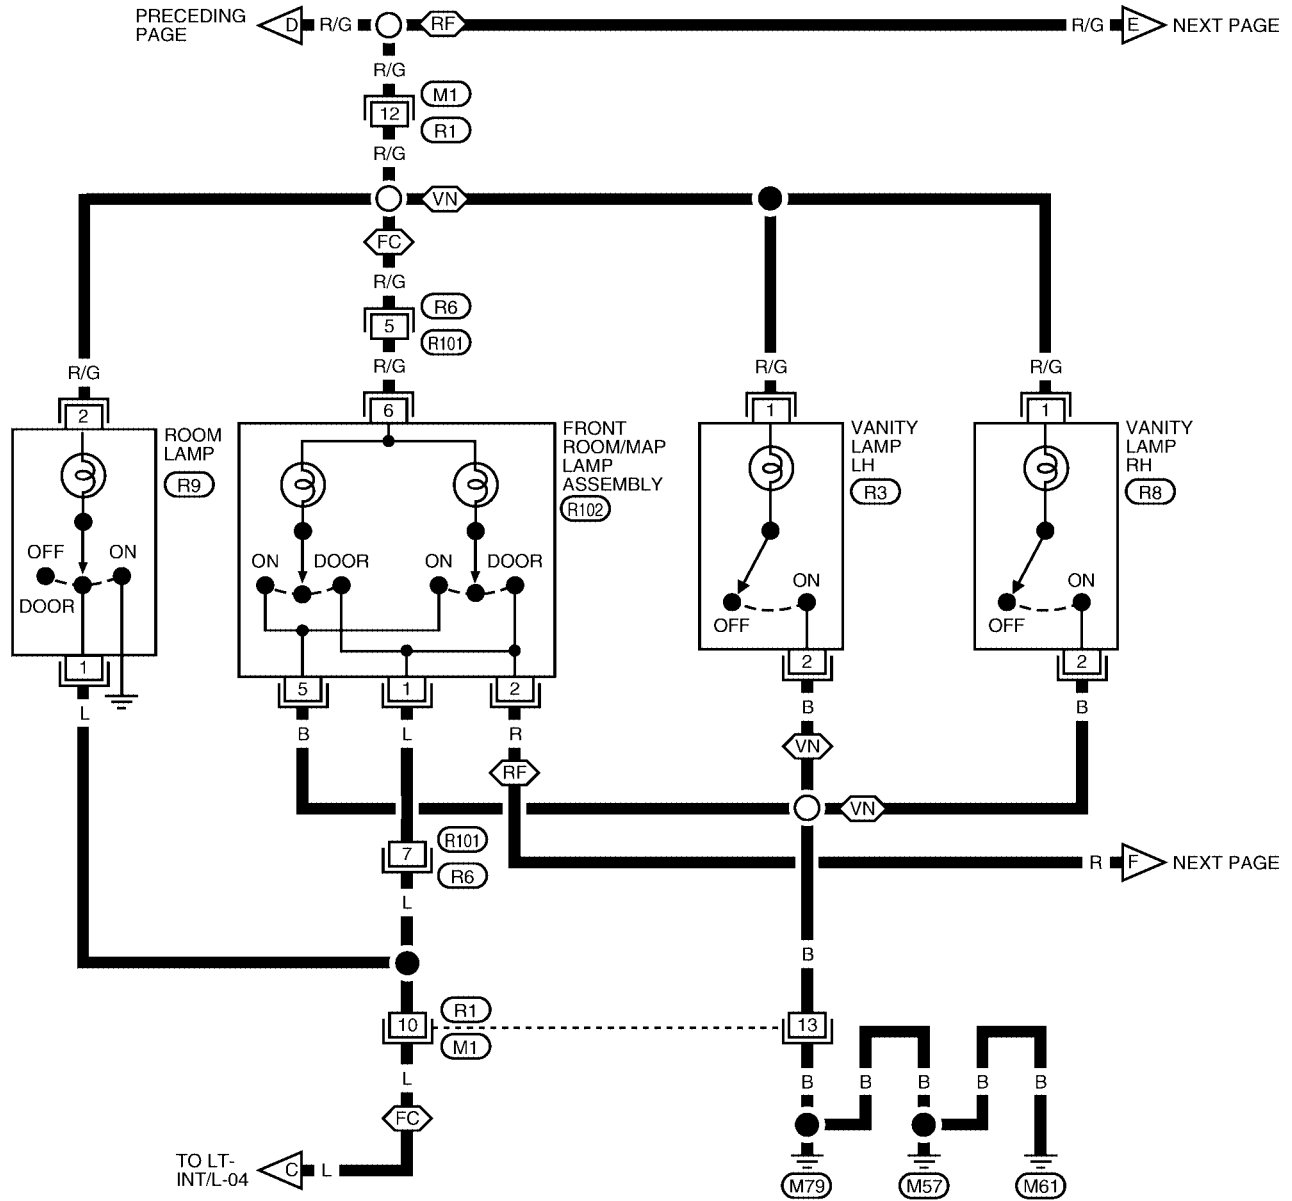 PRECEDING
PAGE
D
R/G
RF
R/G
E
NEXT PAGE
R/G
M1
12
R1
R/G
VN
FC
R/G
R6
5
R101
R/G
R/G
R/G
R/G
2
6
1
1
ROOM
LAMP
R9
FRONT
ROOM/MAP
LAMP
ASSEMBLY
R102
VANITY
LAMP
LH
R3
VANITY
LAMP
RH
R8
OFF
ON
DOOR
ON
DOOR
ON
DOOR
ON
OFF
ON
OFF
1
5
1
2
2
2
L
B
L
R
B
B
RF
VN
VN
R101
7
R6
L
R
F
NEXT PAGE
B
R1
10
13
M1
L
B
B
B
B
B
FC
TO LT-
INT/L-04
C
L
M79
M57
M61